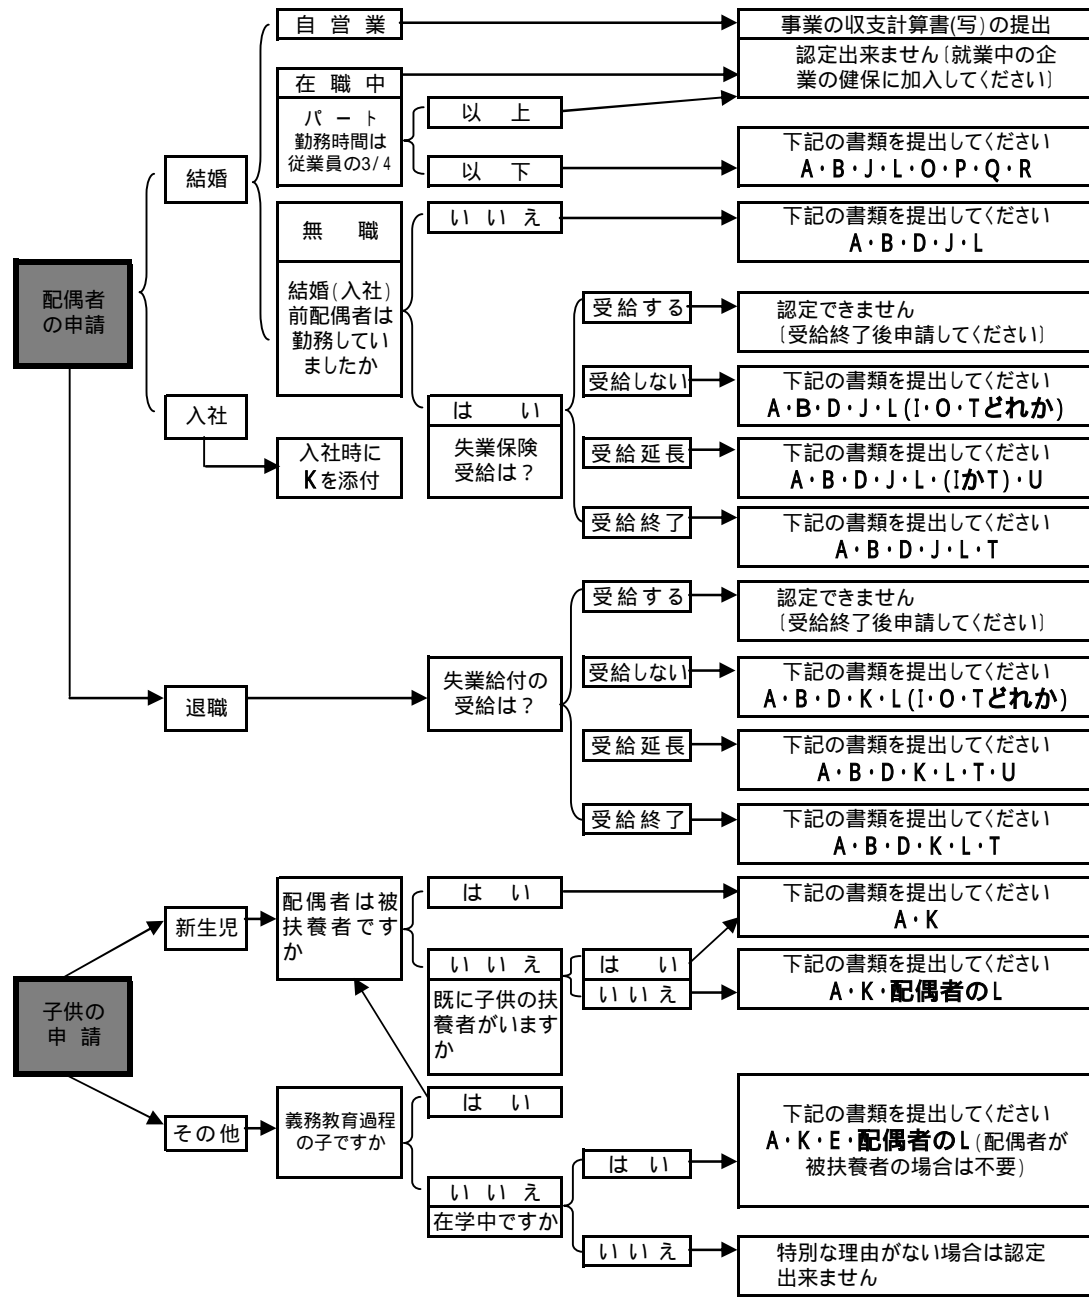 自 営 業
事業の収支計算書(写)の提出
在 職 中
認定出来ません〔就業中の企
業の健保に加入してください〕
パ ー ト
勤務時間は
従業員の3/4
以 上
以 下
下記の書類を提出してください
A・B・J・L・O・P・Q・R
結婚
無 職
結婚(入社)
前配偶者は
勤務してい
ましたか
い い え
下記の書類を提出してください
A・B・D・J・L
配偶者
の申請
受給する
認定できません
〔受給終了後申請してください〕
受給しない
下記の書類を提出してください
A・B・D・J・L(I・O・Tどれか)
は い
失業保険
受給は?
入社
入社時に
Kを添付
受給延長
下記の書類を提出してください
A・B・D・J・L・(IかT)・U
受給終了
下記の書類を提出してください
A・B・D・J・L・T
受給する
認定できません
〔受給終了後申請してください〕
退職
失業給付の
受給は?
受給しない
下記の書類を提出してください
A・B・D・K・L(I・O・Tどれか)
受給延長
下記の書類を提出してください
A・B・D・K・L・T・U
受給終了
下記の書類を提出してください
A・B・D・K・L・T
新生児
配偶者は被
扶養者です
か
は い
下記の書類を提出してください
A・K
い い え
既に子供の扶
養者がいます
か
は い
い い え
下記の書類を提出してください
A・K・配偶者のL
子供の
申 請
その他
義務教育過程
の子ですか
は い
い い え
在学中ですか
は い
下記の書類を提出してください
A・K・E・配偶者のL(配偶者が
被扶養者の場合は不要)
い い え
特別な理由がない場合は認定
出来ません